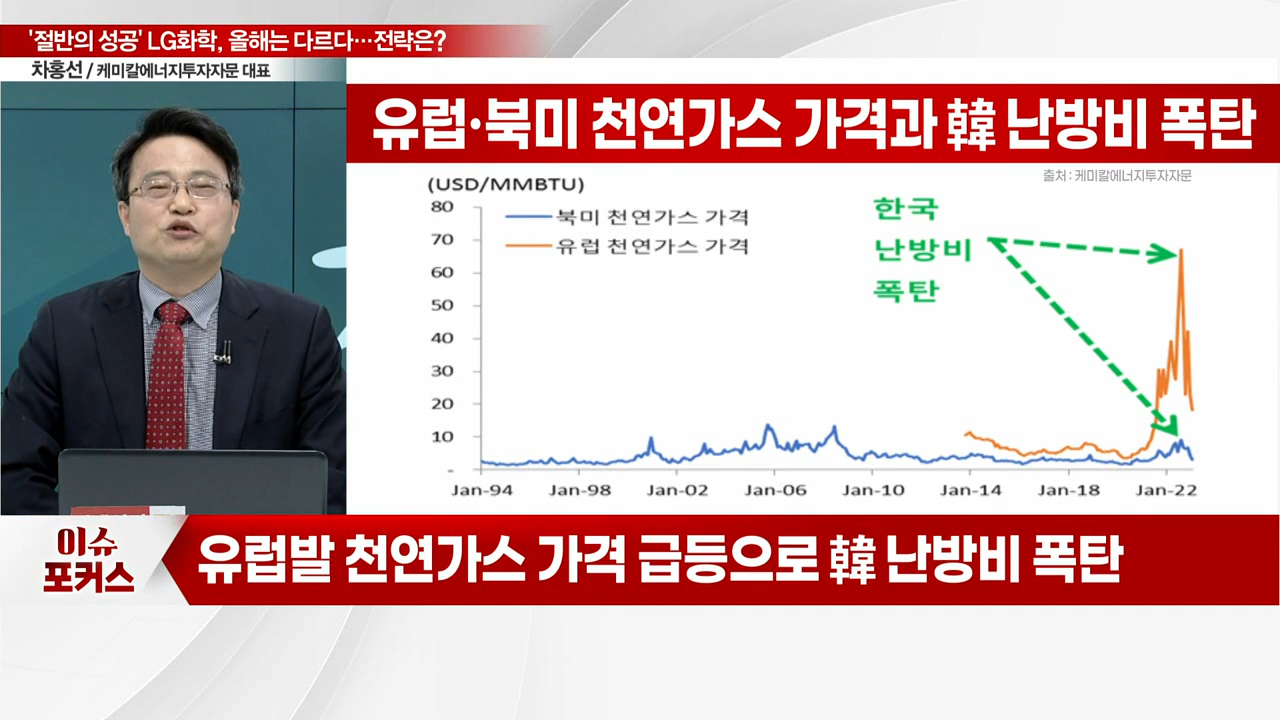 '절반의 성공' LG화학, 올해는 다르다…전략은?
차홍선 / 케미칼에너지투자자문 대표
유럽·북미 천연가스 가격과 韓 난방비 폭탄
출처 : 케미칼에너지투자자문
(USD/MMBTU)
80
70
60
50
40
30
20
10
-
북미 천연가스 가격
유럽 천연가스 가격
한국
난방비
폭탄
Jan-94 Jan-98 Jan-02 Jan-06 Jan-10 Jan-14 Jan-18 Jan-22
이슈
포커스
유럽발 천연가스 가격 급등으로 韓 난방비 폭탄